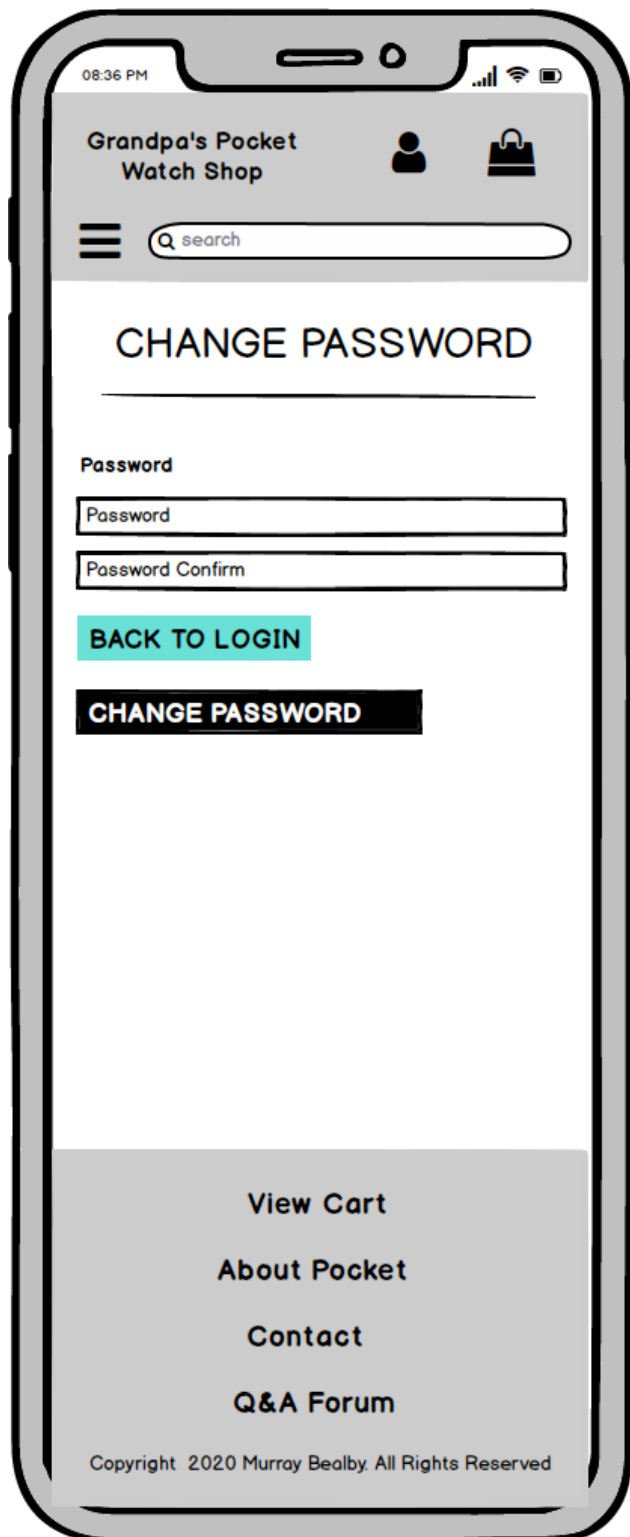 08:36 PM
Grandpa's Pocket
Watch Shop
search
CHANGE PASSWORD
Password
Password
Password Confirm
BACK TO LOGIN
CHANGE PASSWORD
View Cart
About Pocket
Contact
Q&A Forum
Copyright 2020 Murray Bealby. All Rights Reserved